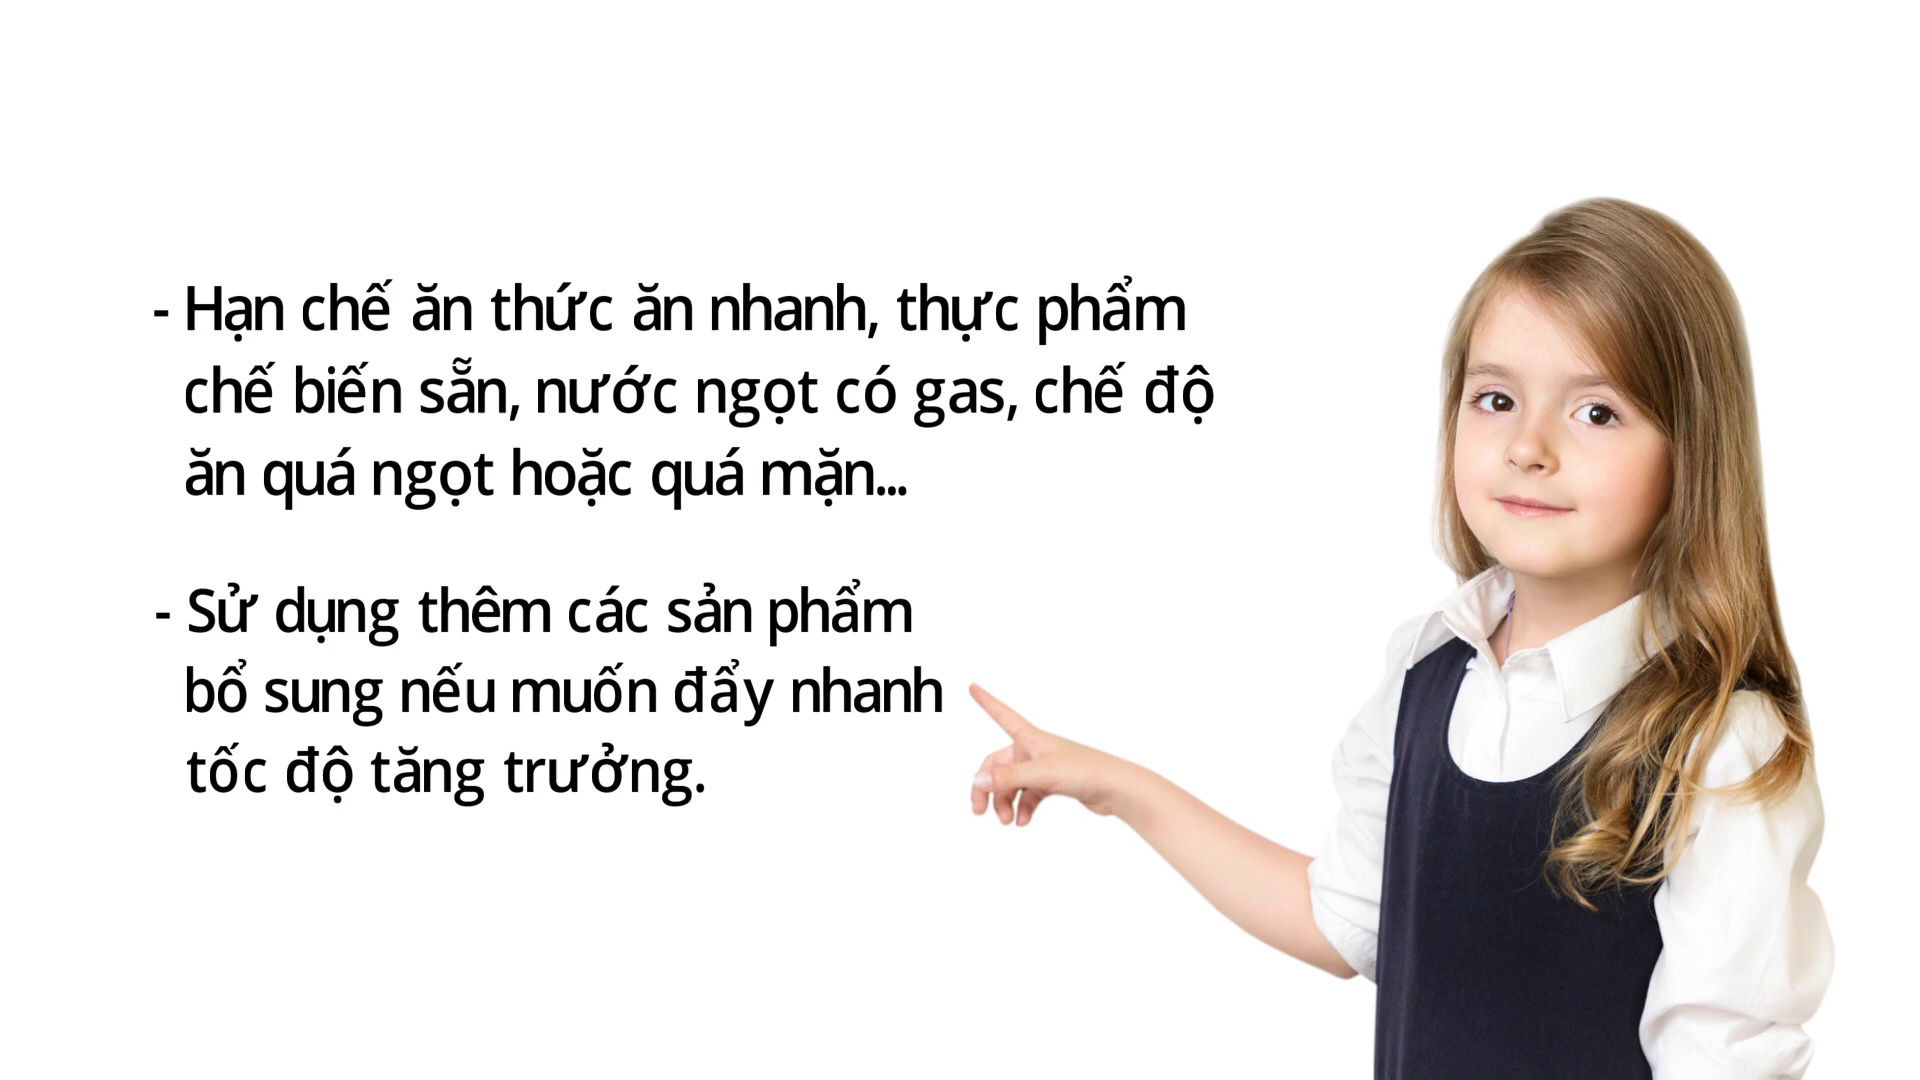 - Hạn chế ăn thức ăn nhanh, thực phẩm
chế biến sẵn, nước ngọt có gas, chế độ
ăn quá ngọt hoặc quá mặn...
- Sử dụng thêm các sản phẩm
bổ sung nếu muốn đẩy nhanh
tốc độ tăng trưởng.